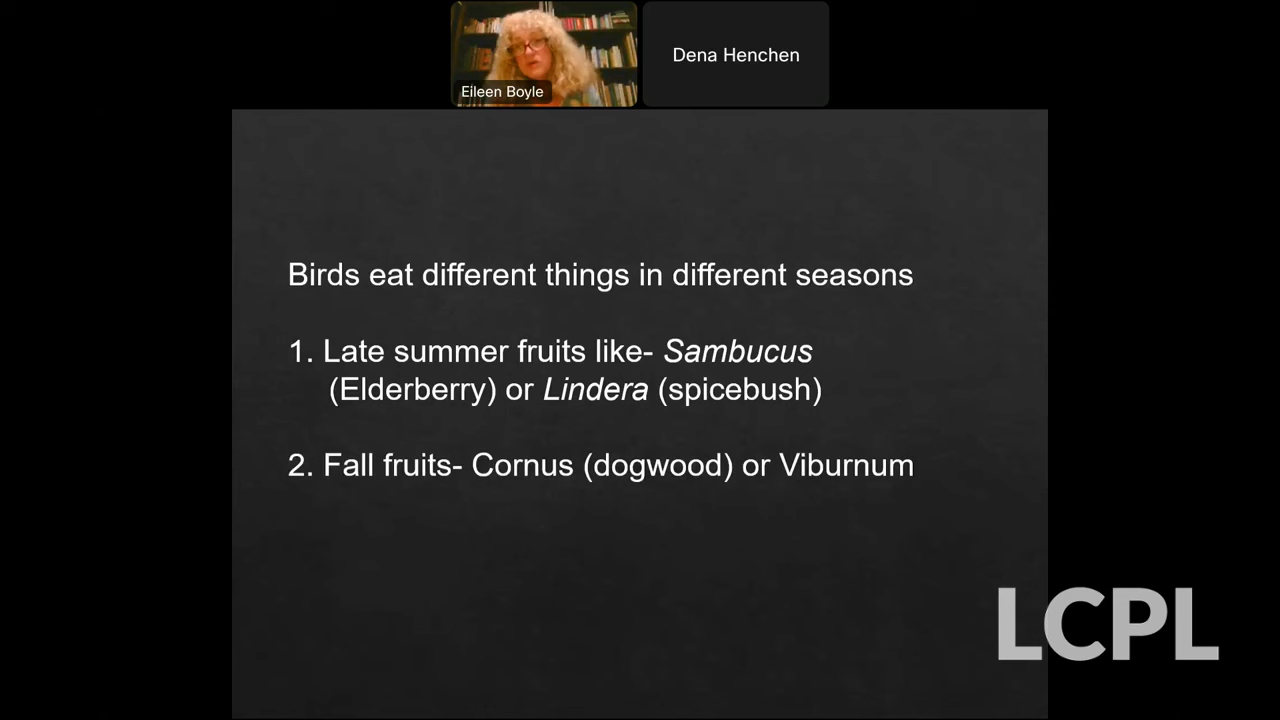 Eileen Boyle
Dena Henchen
Birds eat different things in different seasons
1. Late summer fruits like- Sambucus
(Elderberry) or Lindera (spicebush)
2. Fall fruits- Cornus (dogwood) or Viburnum
LCPL